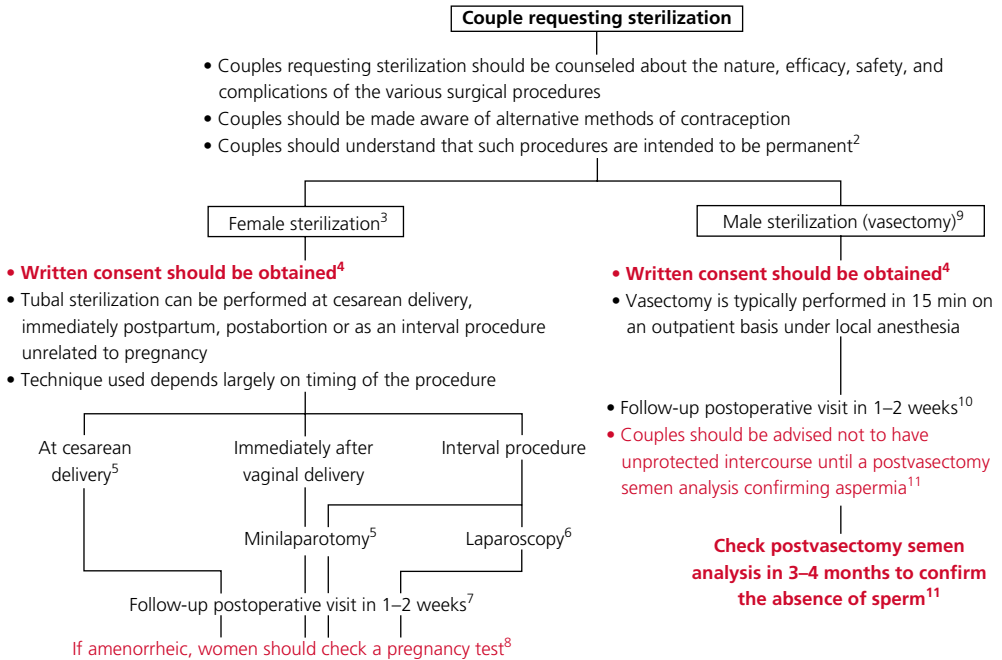 Couple requesting sterilization
• Couples requesting sterilization should be counseled about the nature, efficacy, safety, and
complications of the various surgical procedures
• Couples should be made aware of alternative methods of contraception
• Couples should understand that such procedures are intended to be permanent2
Female sterilization3
• Written consent should be obtained4
• Tubal sterilization can be performed at cesarean delivery,
immediately postpartum, postabortion or as an interval procedure
unrelated to pregnancy
• Technique used depends largely on timing of the procedure
At cesarean
delivery5
Immediately after
vaginal delivery
Interval procedure
Minilaparotomy5
Laparoscopy6
Follow-up postoperative visit in 1–2 weeks7
If amenorrheic, women should check a pregnancy test8
Male sterilization (vasectomy)9
• Written consent should be obtained4
• Vasectomy is typically performed in 15 min on
an outpatient basis under local anesthesia
• Follow-up postoperative visit in 1–2 weeks10
• Couples should be advised not to have
unprotected intercourse until a postvasectomy
semen analysis confirming aspermia11
Check postvasectomy semen
analysis in 3–4 months to confirm
the absence of sperm11